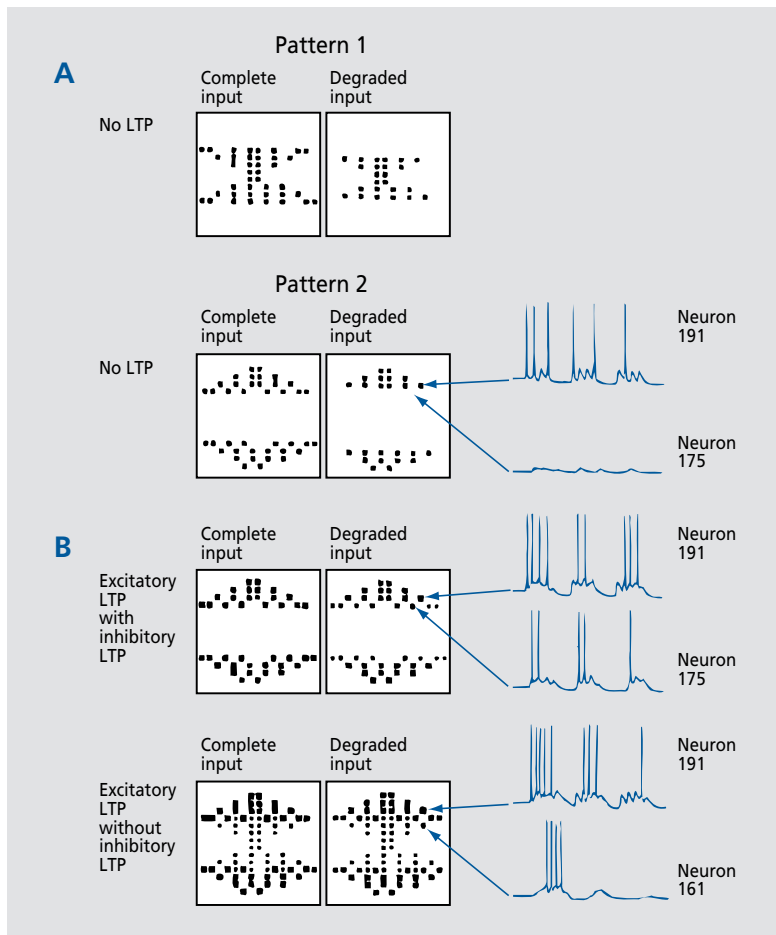 Pattern 1
A
Complete
input
Degraded
input
No LTP
Pattern 2
Complete
input
Degraded
input
No LTP
Neuron
191
Neuron
175
B
Complete
input
Degraded
input
Excitatory
LTP
with
inhibitory
LTP
Neuron
191
Neuron
175
Complete
input
Degraded
input
Excitatory
LTP
without
inhibitory
LTP
Neuron
191
Neuron
161